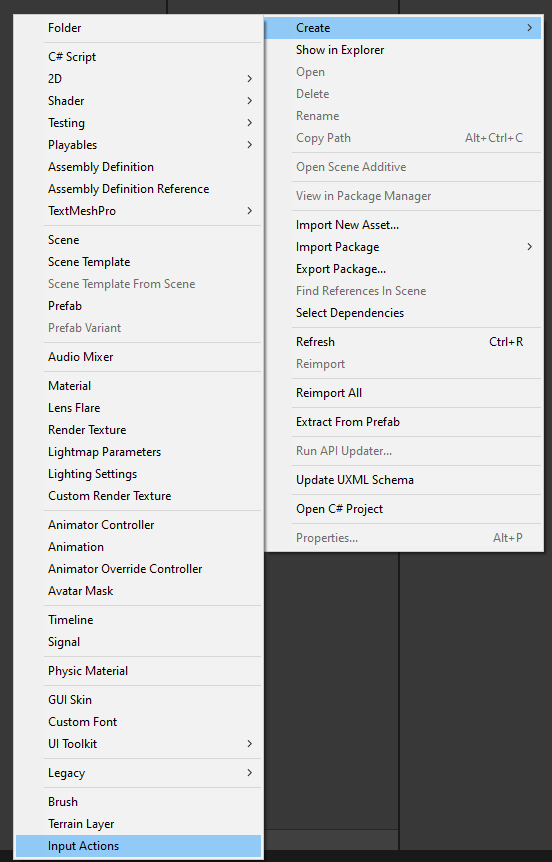 Folder
C# Script
2D
Shader
Testing
Playables
Assembly Definition
Assembly Definition Reference
TextMeshPro
Scene
Scene Template
Scene Template From Scene
Prefab
Prefab Variant
Audio Mixer
Material
Lens Flare
Render Texture
Lightmap Parameters
Lighting Settings
Custom Render Texture
Animator Controller
Animation
Animator Override Controller
Avatar Mask
Timeline
Signal
Physic Material
GUI Skin
Custom Font
UI Toolkit
Legacy
Brush
Terrain Layer
Input Actions
Create
Show in Explorer
Open
Delete
Rename
Copy Path Alt+Ctrl+C
Open Scene Additive
View in Package Manager
Import New Asset...
Import Package
Export Package...
Find References In Scene
Select Dependencies
Refresh Ctrl+R
Reimport
Reimport All
Extract From Prefab
Run API Updater...
Update UXML Schema
Open C# Project
Properties... Alt+P